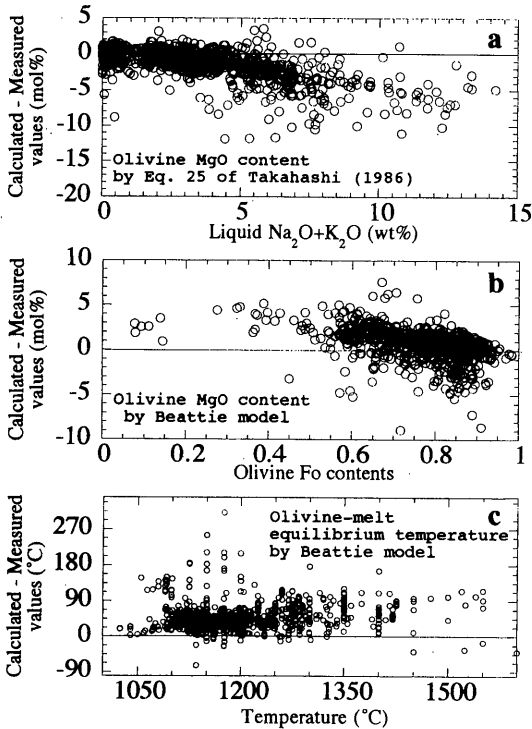 Calculated - Measured
values (mol%)
5
0
-5
-10
-15
-20
a
Olivine MgO content
by Eq. 25 of Takahashi (1986)
0
5
10
15
Liquid Na2O+K2O (wt%)
Calculated - Measured
values (mol%)
10
5
0
-5
-10
b
Olivine MgO content
by Beattie model
0
0.2
0.4
0.6
0.8
1
Olivine Fo contents
Calculated - Measured
values (°C)
270
180
90
0
-90
c
Olivine-melt
equilibrium temperature
by Beattie model
1050
1200
1350
1500
Temperature (°C)